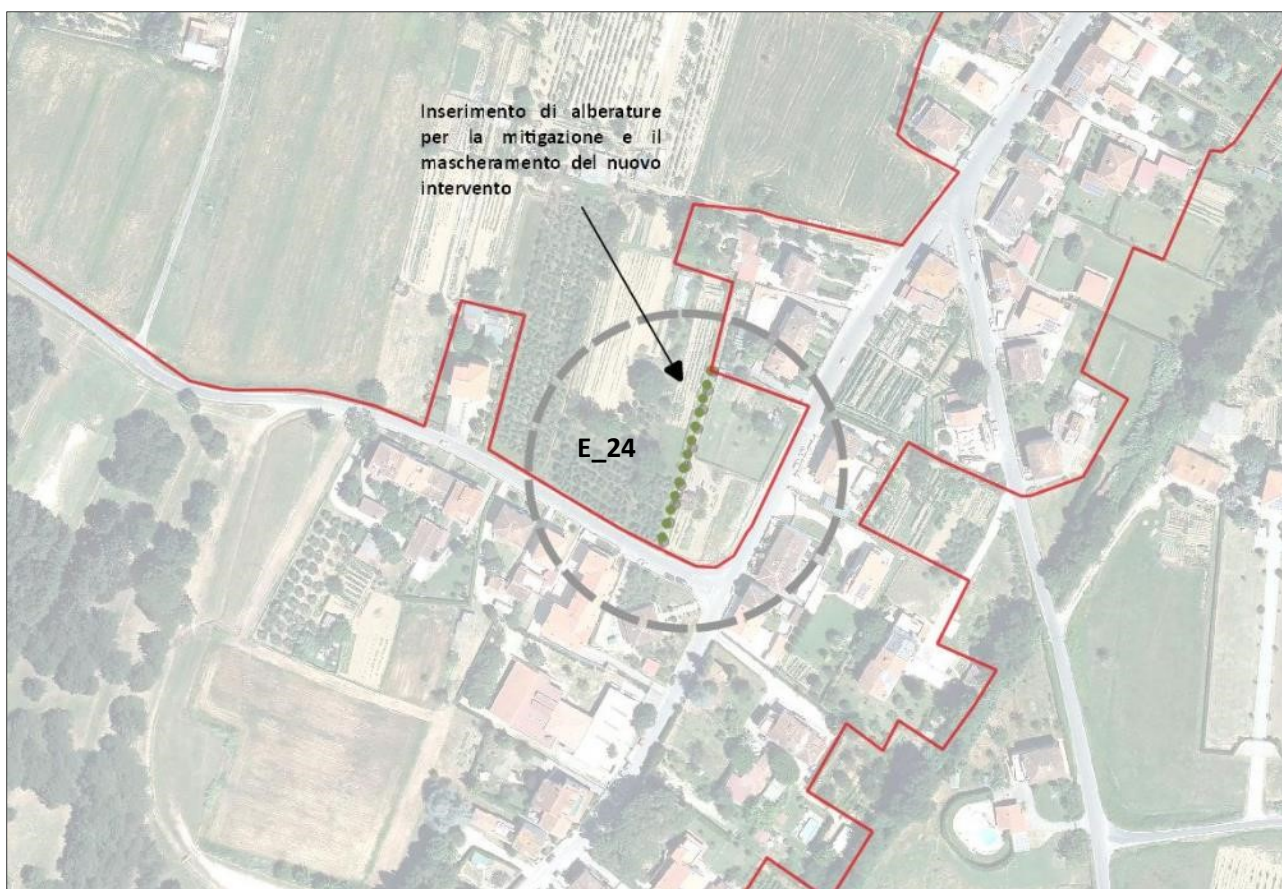 Inserimento di alberature
per la mitigazione e il
mascheramento del nuovo
intervento
E_24